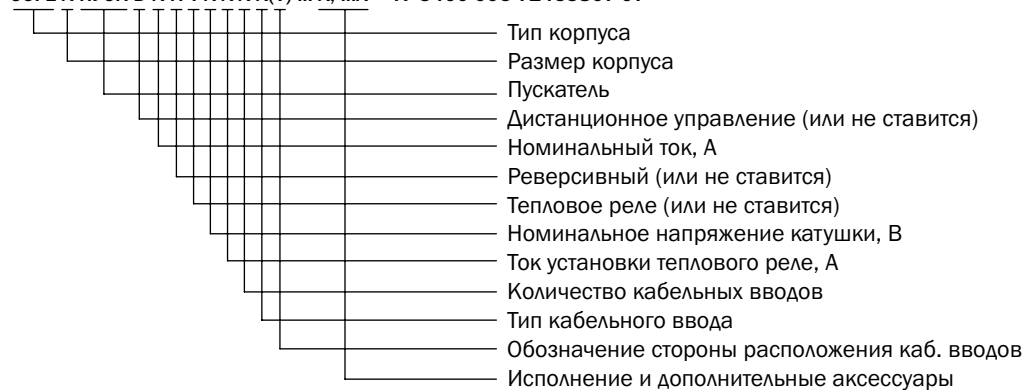 Тип корпуса
Размер корпуса
Пускатель
Дистанционное управление (или не ставится)
Номинальный ток, А
Реверсивный (или не ставится)
Тепловое реле (или не ставится)
Номинальное напряжение катушки, В
Ток установки теплового реле, А
Количество кабельных вводов
Тип кабельного ввода
Обозначение стороны расположения каб. вводов
Исполнение и дополнительные аксессуары